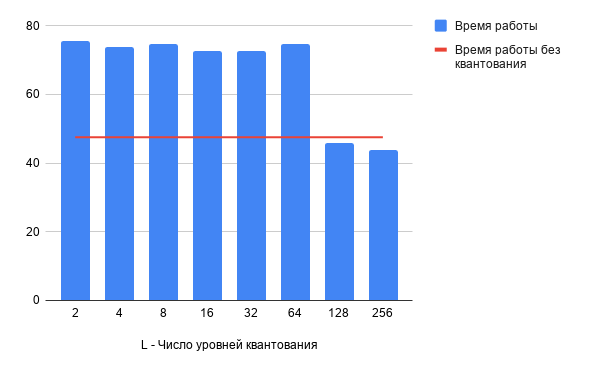 80
60
40
20
0
2 4 8 16 32 64 128 256
L - Число уровней квантования
Время работы
Время работы без
квантования